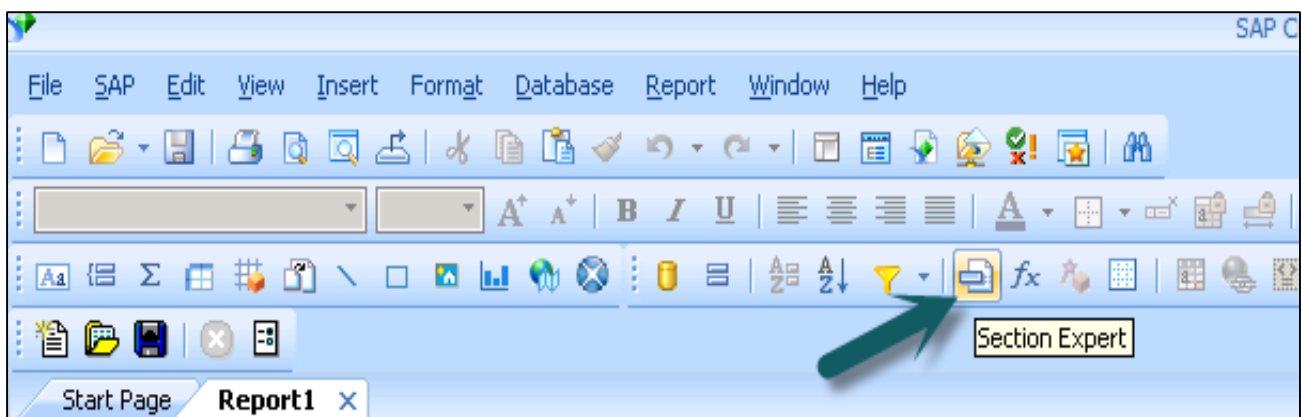 SAP C
File SAP Edit View Insert Format Database Report Window Help
Section Expert
Start Page Report1